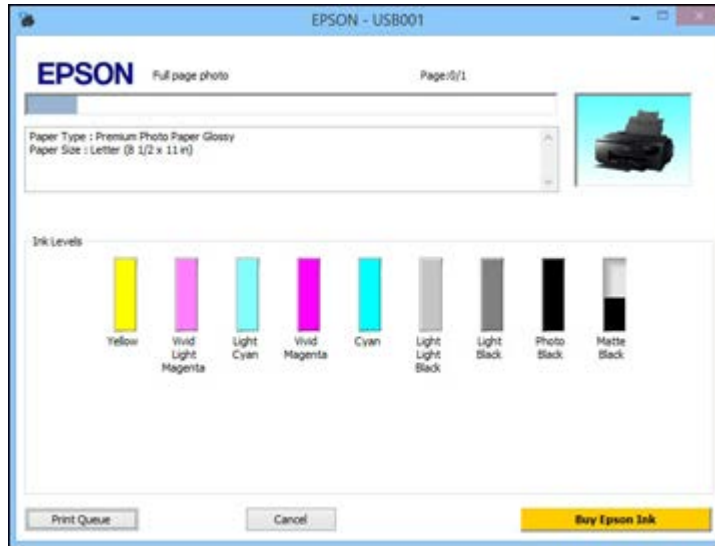 EPSON - USB001
EPSON Full page photo Page:0/1
Paper Type : Premium Photo Paper Glossy
Paper Size : Letter (8 1/2 x 11 in)
Ink Levels
Yellow
Vivid
Light
Magenta
Light
Cyan
Vivid
Magenta
Cyan
Light
Light
Black
Light
Black
Photo
Black
Matte
Black
Print Queue Cancel Buy Epson Ink